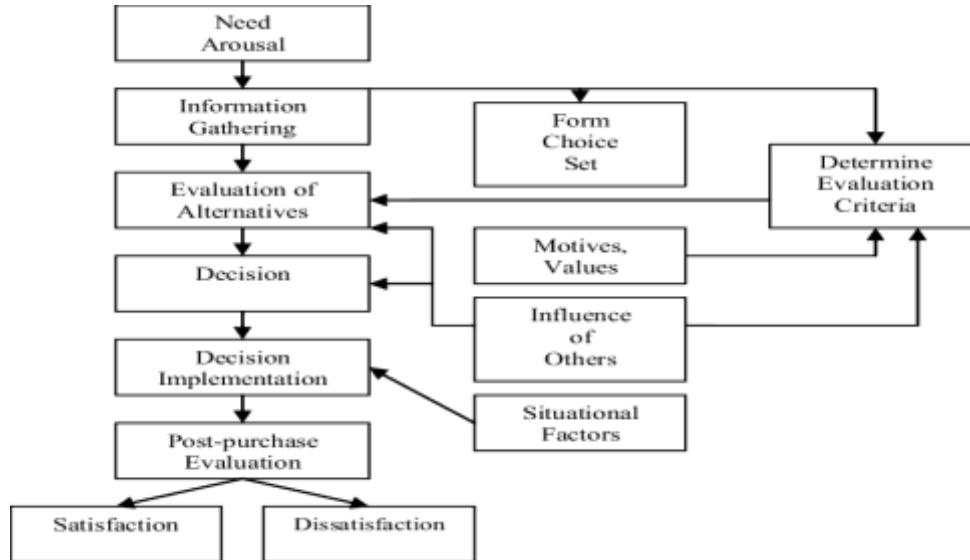 Need
Arousal
Information
Gathering
Form
Choice
Set
Determine
Evaluation
Criteria
Evaluation of
Alternatives
Motives,
Values
Decision
Influence
of
Others
Decision
Implementation
Situational
Factors
Post-purchase
Evaluation
Satisfaction
Dissatisfaction